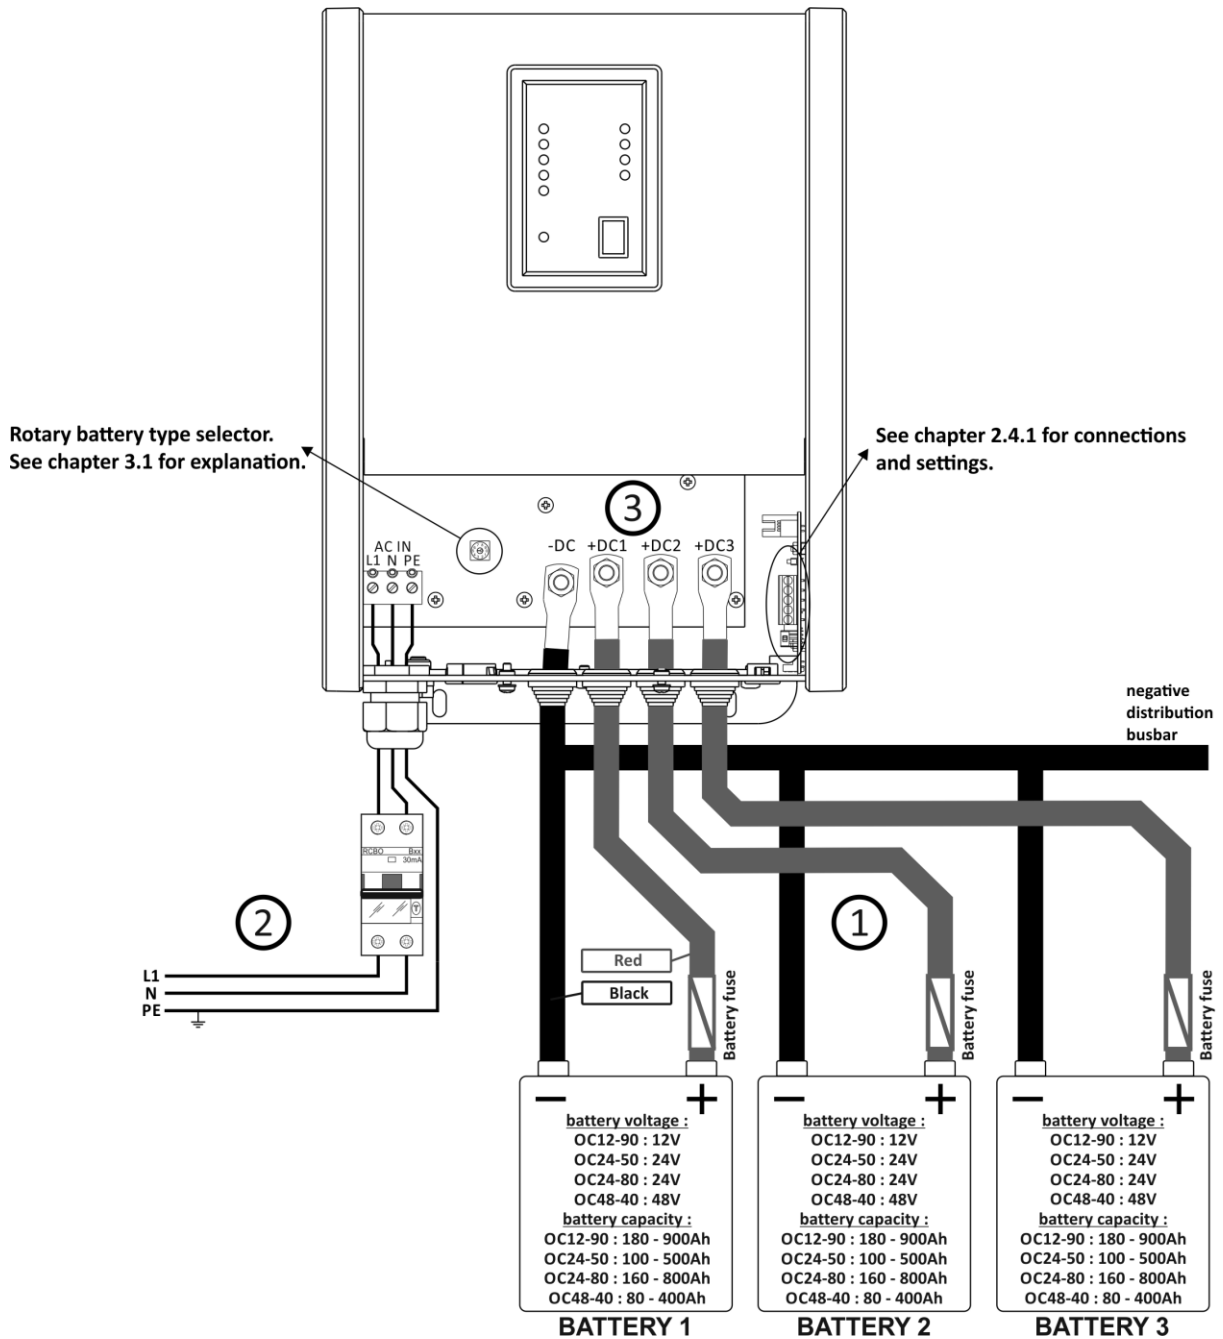 Rotary battery type selector.
See chapter 3.1 for explanation.
See chapter 2.4.1 for connections
and settings.
3
-DC +DC1 +DC2 +DC3
AC IN
L1 N PE
negative
distribution
busbar
RCBO Bxx
30mA
T
2
1
L1
N
PE
Red
Black
Battery fuse
Battery fuse
Battery fuse
battery voltage :
OC12-90 : 12V
OC24-50 : 24V
OC24-80 : 24V
OC48-40 : 48V
battery capacity :
OC12-90 : 180 - 900Ah
OC24-50 : 100 - 500Ah
OC24-80 : 160 - 800Ah
OC48-40 : 80 - 400Ah
BATTERY 1
battery voltage :
OC12-90 : 12V
OC24-50 : 24V
OC24-80 : 24V
OC48-40 : 48V
battery capacity :
OC12-90 : 180 - 900Ah
OC24-50 : 100 - 500Ah
OC24-80 : 160 - 800Ah
OC48-40 : 80 - 400Ah
BATTERY 2
battery voltage :
OC12-90 : 12V
OC24-50 : 24V
OC24-80 : 24V
OC48-40 : 48V
battery capacity :
OC12-90 : 180 - 900Ah
OC24-50 : 100 - 500Ah
OC24-80 : 160 - 800Ah
OC48-40 : 80 - 400Ah
BATTERY 3